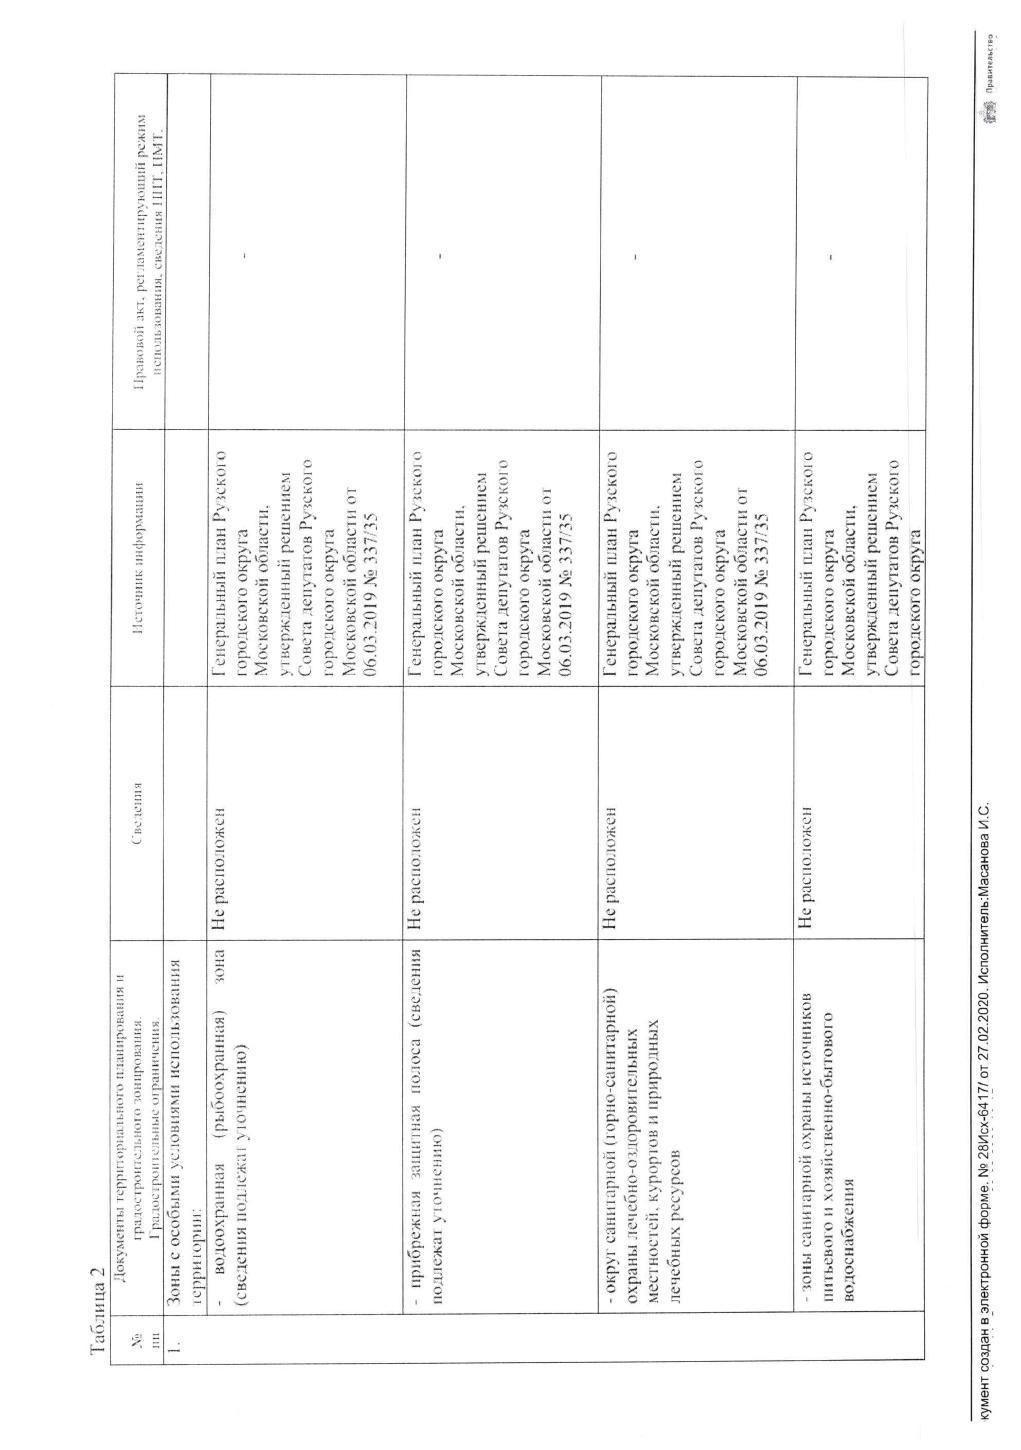 Таблица 2
№
пп
Документы территориального планирования и
градостроительного зонирования.
Градостроительные ограничения.
Сведения
Источник информации
Правовой акт, регламентирующий режим
использования, сведения ППТ, ПМТ.
1.
Зоны с особыми условиями использования
территории:
- водоохранная (рыбоохранная) зона
(сведения подлежат уточнению)
Не расположен
Генеральный план Рузского
городского округа
Московской области,
утвержденный решением
Совета депутатов Рузского
городского округа
Московской области от
06.03.2019 № 337/35
-
- прибрежная защитная полоса (сведения
подлежат уточнению)
Не расположен
Генеральный план Рузского
городского округа
Московской области,
утвержденный решением
Совета депутатов Рузского
городского округа
Московской области от
06.03.2019 № 337/35
-
- округ санитарной (горно-санитарной)
охраны лечебно-оздоровительных
местностей, курортов и природных
лечебных ресурсов
Не расположен
Генеральный план Рузского
городского округа
Московской области,
утвержденный решением
Совета депутатов Рузского
городского округа
Московской области от
06.03.2019 № 337/35
-
- зоны санитарной охраны источников
питьевого и хозяйственно-бытового
водоснабжения
Не расположен
Генеральный план Рузского
городского округа
Московской области,
утвержденный решением
Совета депутатов Рузского
городского округа
-
кумент создан в электронной форме. № 28Исх-6417/ от 27.02.2020. Исполнитель:Масанова И.С.
Правительство